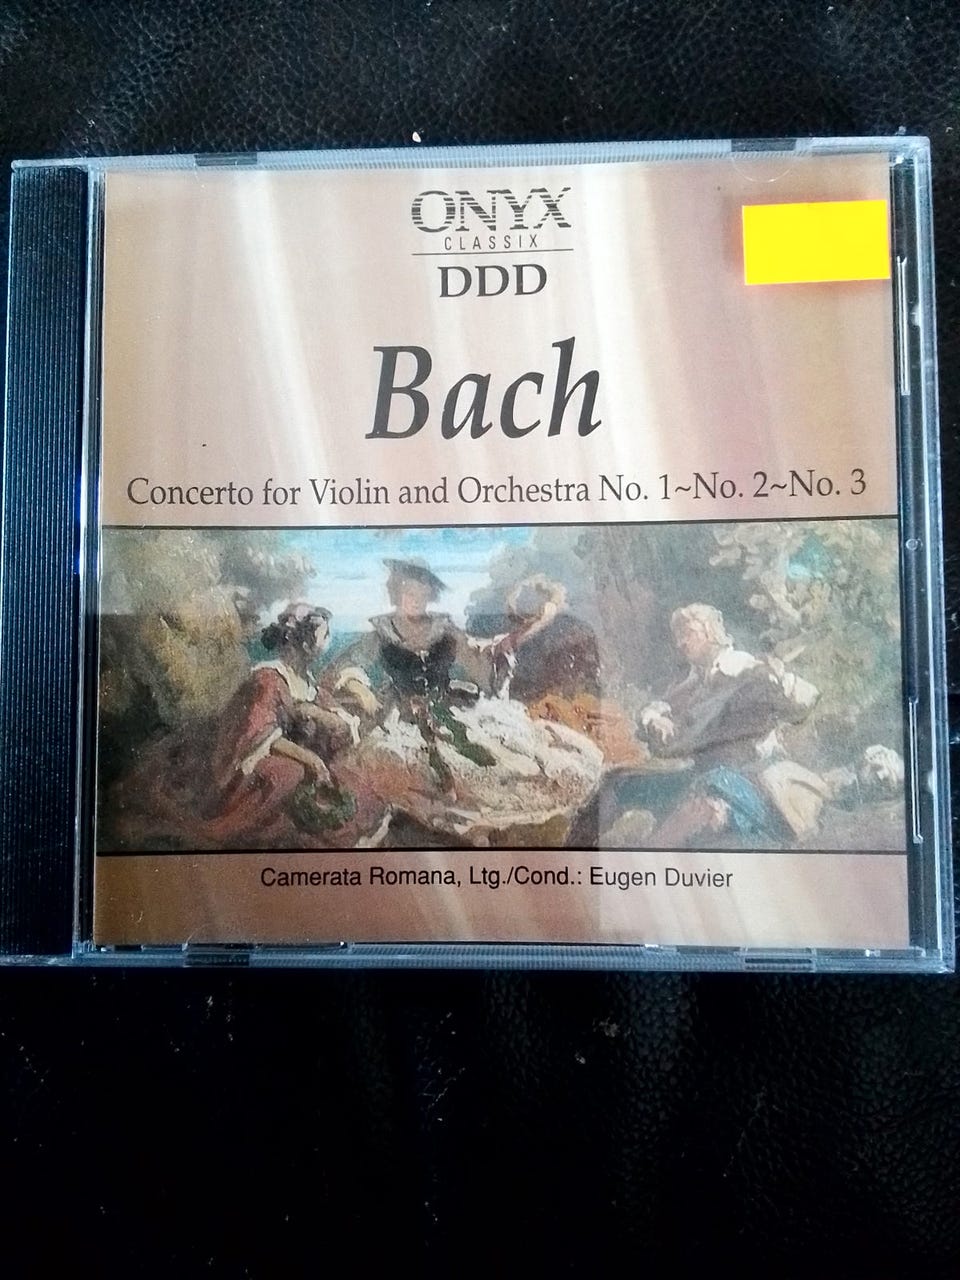 ONYX
CLASSIX
DDD
Bach
Concerto for Violin and Orchestra No. 1~No. 2~No. 3
Camerata Romana, Ltg./Cond.: Eugen Duvier